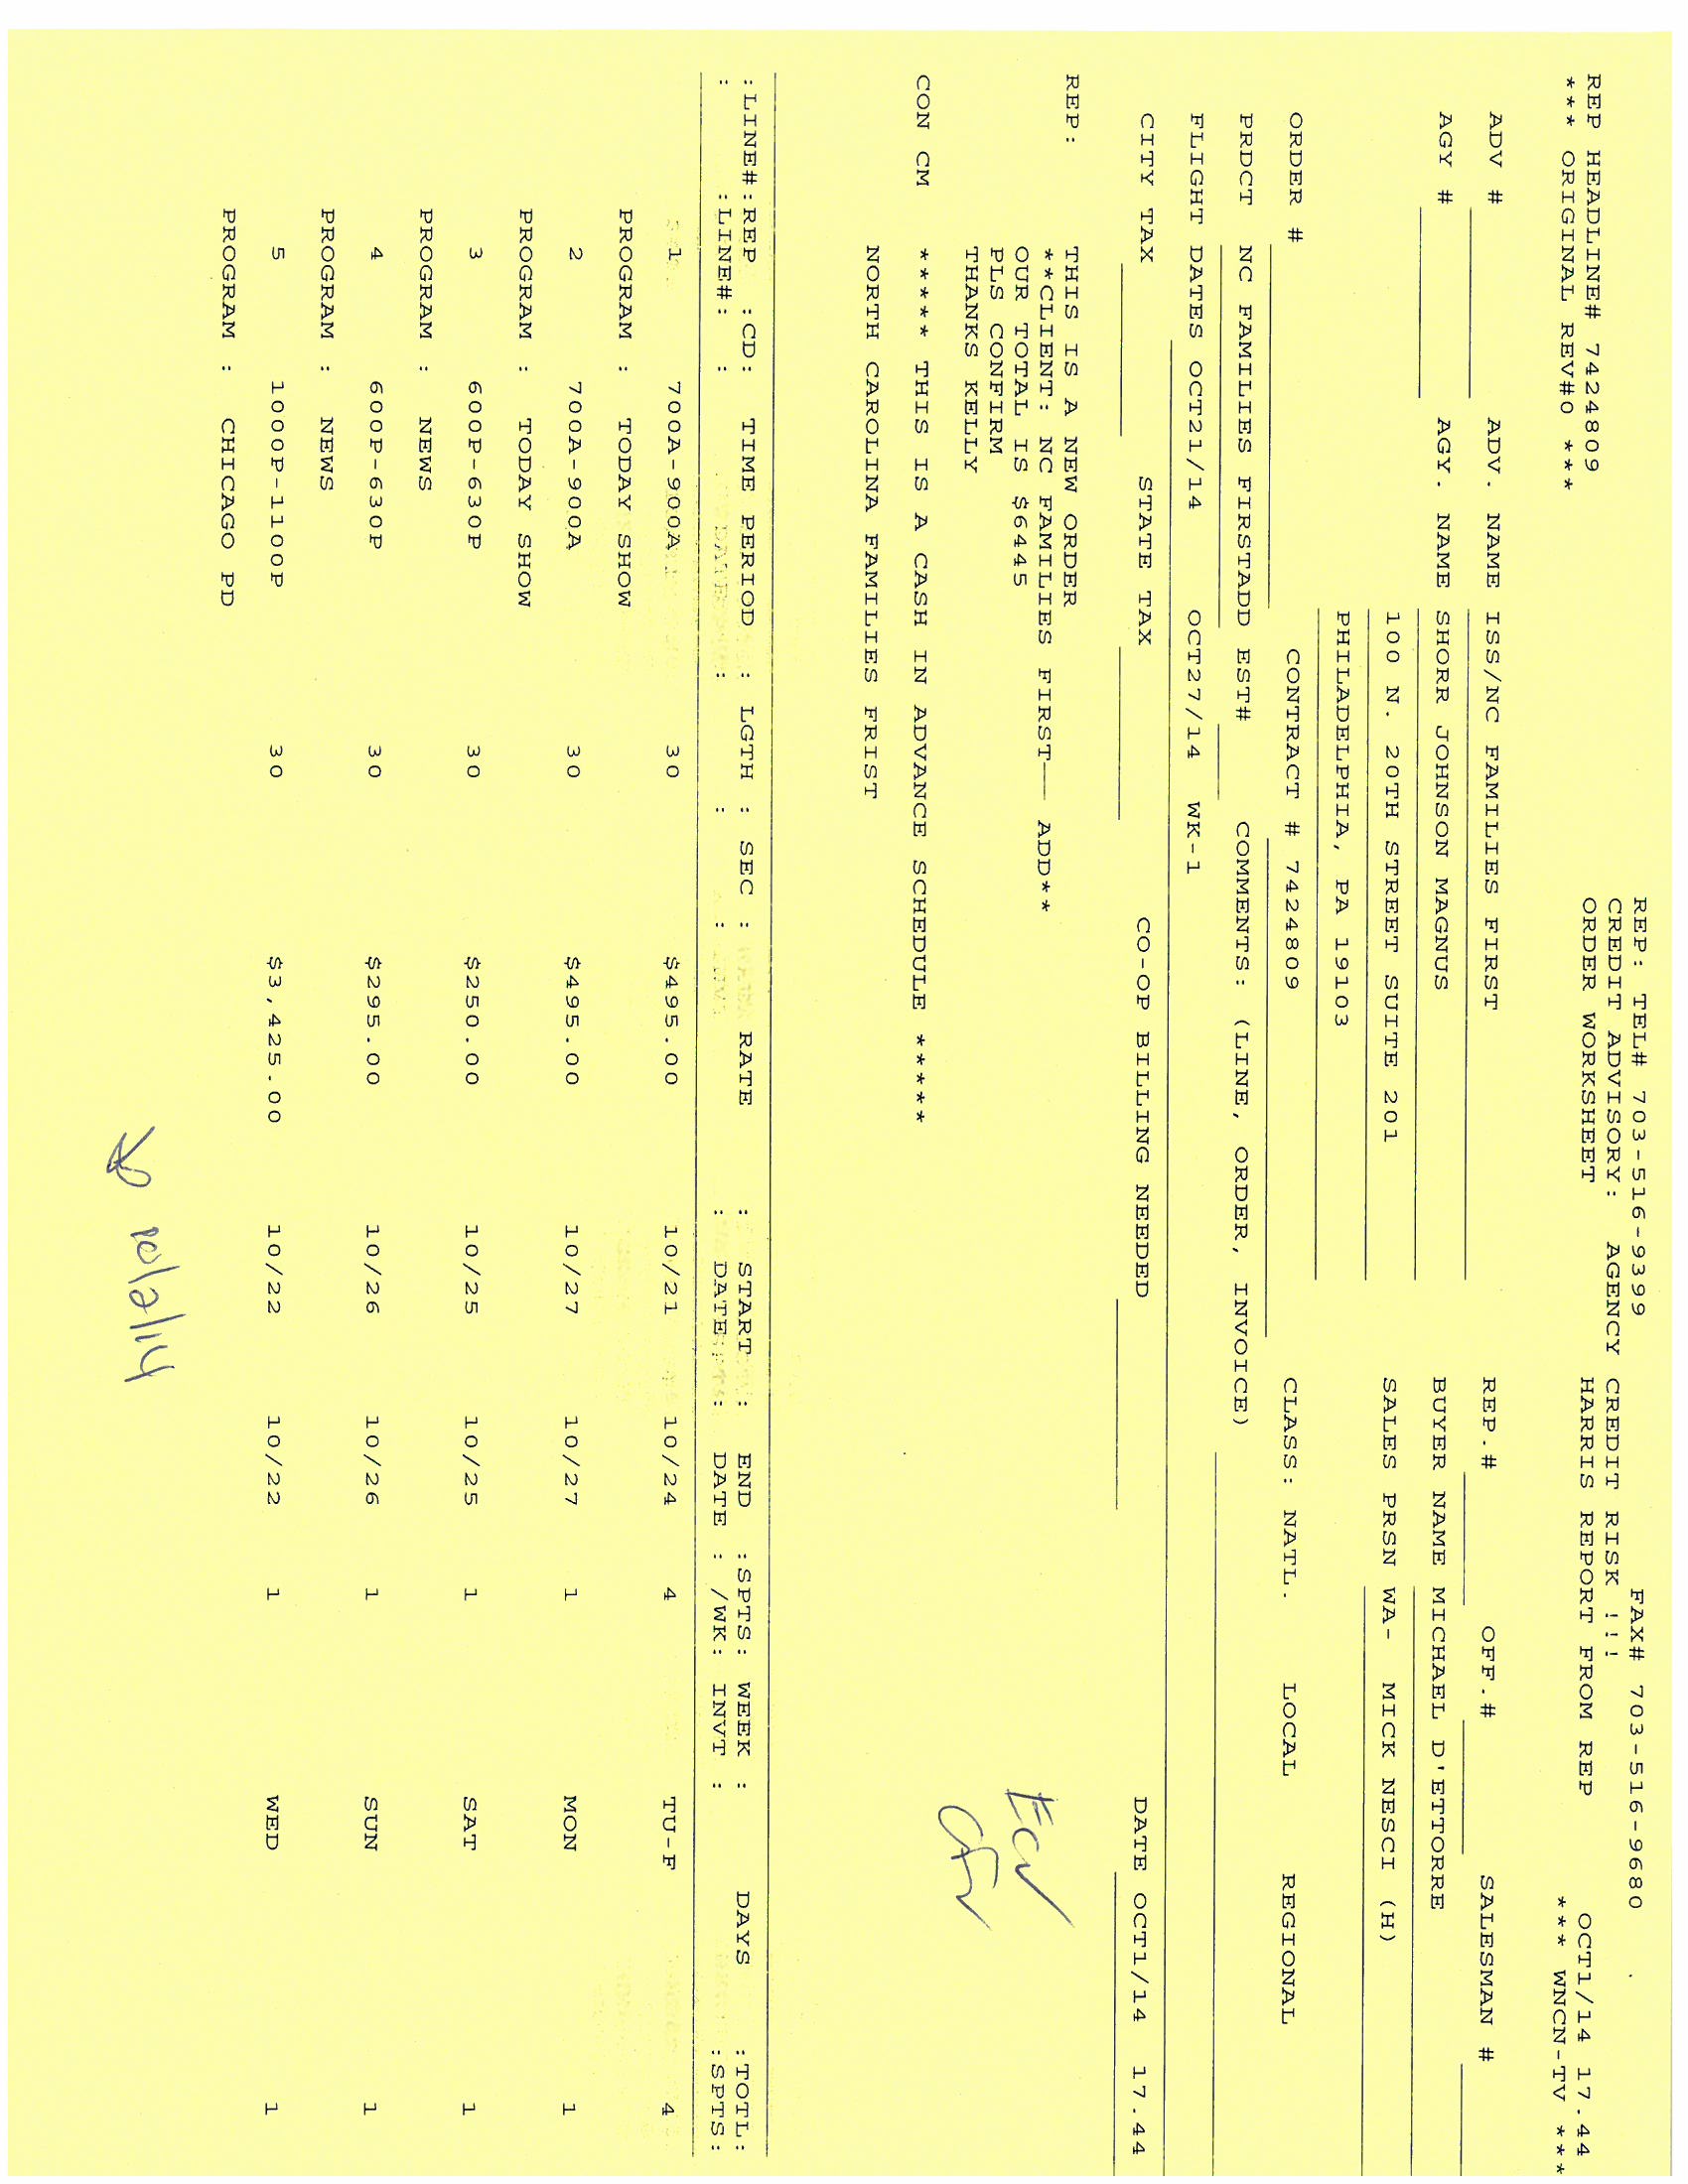 REP: TEL# 703-516-9399 FAX# 703-516-9680
CREDIT ADVISORY: AGENCY CREDIT RISK !!!
REP HEADLINE# 7424809 ORDER WORKSHEET HARRIS REPORT FROM REP OCT1/14 17.44
*** ORIGINAL REV#0 *** *** WNCN-TV ***
ADV # ADV. NAME ISS/NC FAMILIES FIRST REP.# OFF.# SALESMAN #
AGY # AGY. NAME SHORR JOHNSON MAGNUS BUYER NAME MICHAEL D'ETTORRE
100 N. 20TH STREET SUITE 201 SALES PRSN WA- MICK NESCI (H)
PHILADELPHIA, PA 19103
ORDER # CONTRACT # 7424809 CLASS: NATL. LOCAL REGIONAL
PRDCT NC FAMILIES FIRSTADD EST# COMMENTS: (LINE, ORDER, INVOICE)
FLIGHT DATES OCT21/14 OCT27/14 WK-1
CITY TAX STATE TAX CO-OP BILLING NEEDED DATE OCT1/14 17.44
REP: THIS IS A NEW ORDER
**CLIENT: NC FAMILIES FIRST-- ADD**
OUR TOTAL IS $6445
PLS CONFIRM
THANKS KELLY
CON CM ***** THIS IS A CASH IN ADVANCE SCHEDULE *****
NORTH CAROLINA FAMILIES FRIST
:LINE#:REP :CD: TIME PERIOD : LGTH : SEC : RATE : START : END :SPTS: WEEK : DAYS :TOTL:
: :LINE#: : : : : : DATE : DATE : /WK: INVT : :SPTS:
1 700A-900A 30 $495.00 10/21 10/24 4 TU-F 4
PROGRAM : TODAY SHOW
2 700A-900A 30 $495.00 10/27 10/27 1 MON 1
PROGRAM : TODAY SHOW
3 600P-630P 30 $250.00 10/25 10/25 1 SAT 1
PROGRAM : NEWS
4 600P-630P 30 $295.00 10/26 10/26 1 SUN 1
PROGRAM : NEWS
5 1000P-1100P 30 $3,425.00 10/22 10/22 1 WED 1
PROGRAM : CHICAGO PD
10/2/14